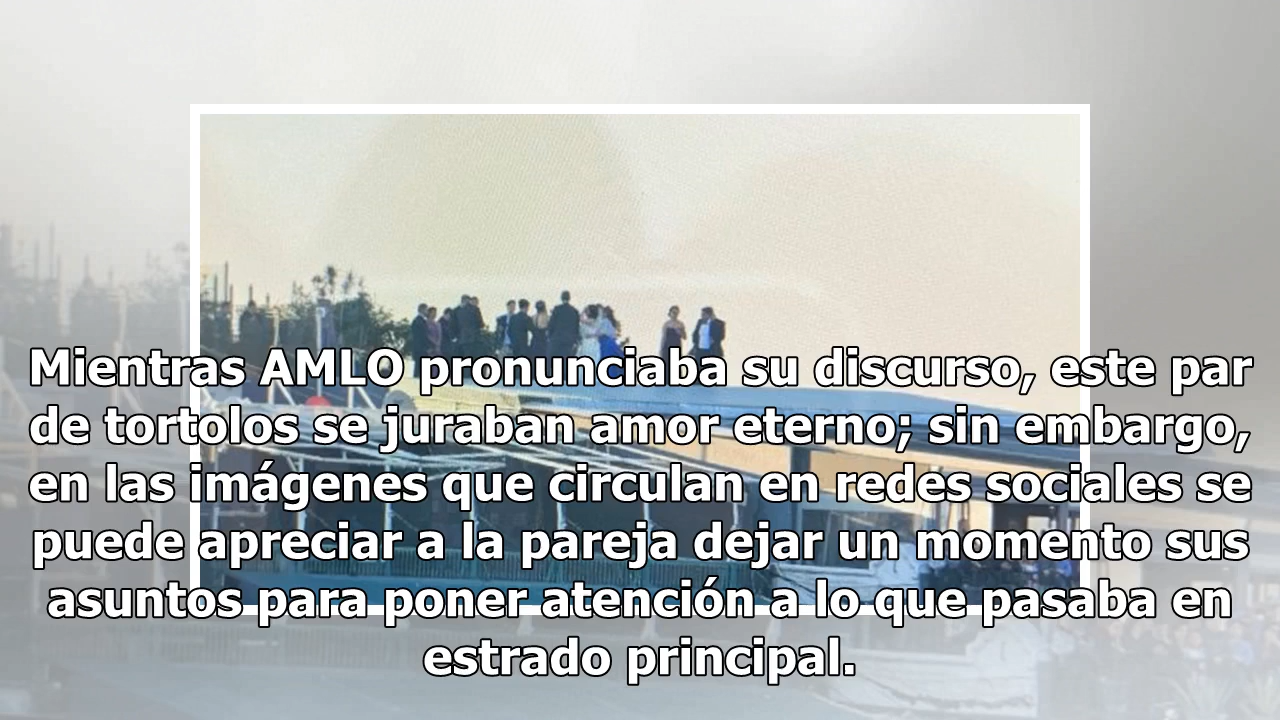 Mientras AMLO pronunciaba su discurso, este par
de tortolos se juraban amor eterno; sin embargo,
en las imágenes que circulan en redes sociales se
puede apreciar a la pareja dejar un momento sus
asuntos para poner atención a lo que pasaba en
estrado principal.